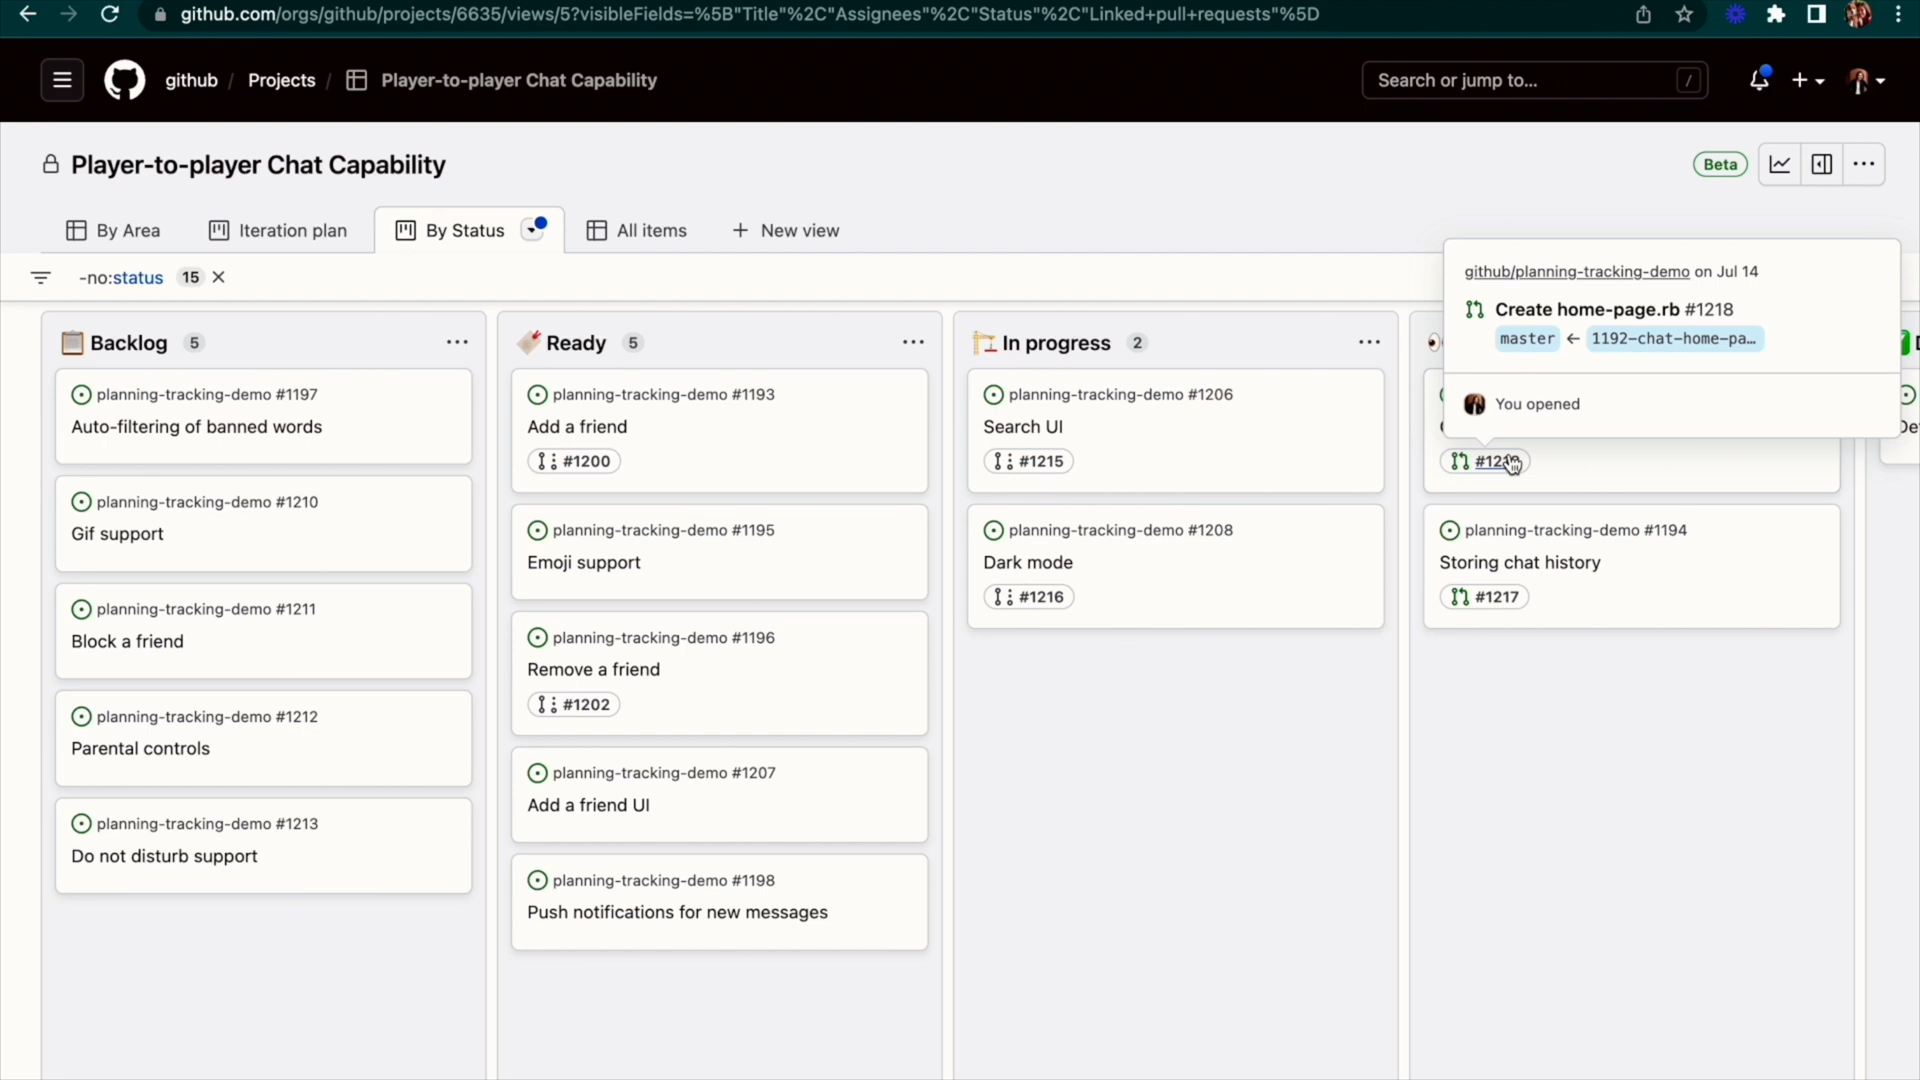 github.com/orgs/github/projects/6635/views/5?visibleFields=%5B"Title"%2C"Assignees"%2C"Status"%2C"Linked+pull+requests"%5D
github / Projects / Player-to-player Chat Capability
Search or jump to... /
Player-to-player Chat Capability
Beta
By Area
Iteration plan
By Status
All items
New view
-no:status 15
Backlog 5
planning-tracking-demo #1197
Auto-filtering of banned words
planning-tracking-demo #1210
Gif support
planning-tracking-demo #1211
Block a friend
planning-tracking-demo #1212
Parental controls
planning-tracking-demo #1213
Do not disturb support
Ready 5
planning-tracking-demo #1193
Add a friend
#1200
planning-tracking-demo #1195
Emoji support
planning-tracking-demo #1196
Remove a friend
#1202
planning-tracking-demo #1207
Add a friend UI
planning-tracking-demo #1198
Push notifications for new messages
In progress 2
planning-tracking-demo #1206
Search UI
#1215
planning-tracking-demo #1208
Dark mode
#1216
github/planning-tracking-demo on Jul 14
Create home-page.rb #1218
master ← 1192-chat-home-pa...
You opened
planning-tracking-demo #1194
Storing chat history
#1217